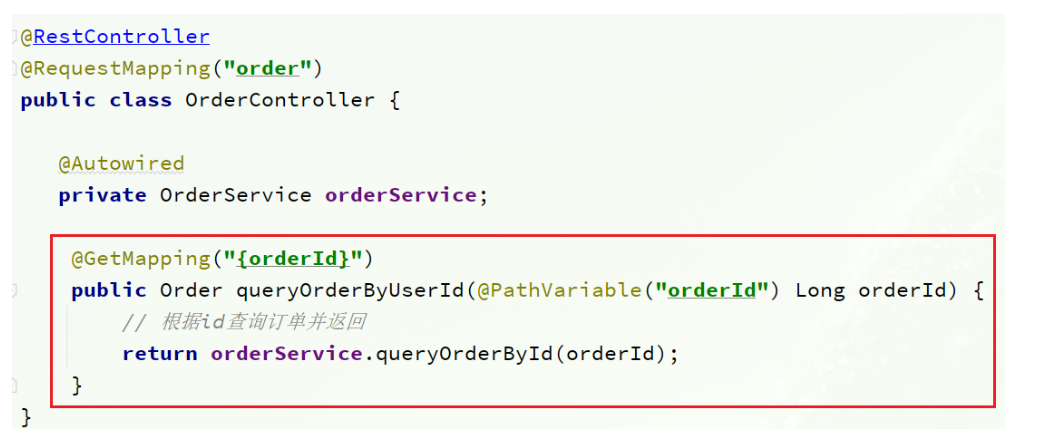 @RestController
@RequestMapping("order")
public class OrderController {
@Autowired
private OrderService orderService;
@GetMapping("{orderId}")
public Order queryOrderByUserId(@PathVariable("orderId") Long orderId) {
// 根据id查询订单并返回
return orderService.queryOrderById(orderId);
}
}